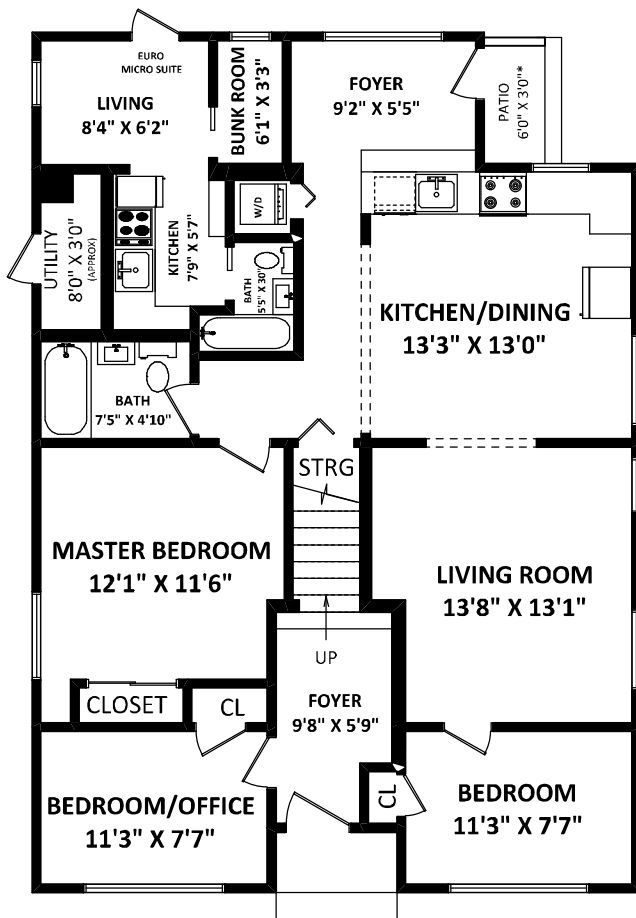 EURO
MICRO SUITE
LIVING
8'4" X 6'2"
BUNK ROOM
6'1" X 3'3"
FOYER
9'2" X 5'5"
PATIO
6'0" X 3'0"*
UTILITY
8'0" X 3'0"
(APPROX)
KITCHEN
7'9" X 5'7"
W/D
BATH
5'5" X 30"
KITCHEN/DINING
13'3" X 13'0"
BATH
7'5" X 4'10"
STRG
MASTER BEDROOM
12'1" X 11'6"
LIVING ROOM
13'8" X 13'1"
UP
CLOSET
CL
FOYER
9'8" X 5'9"
BEDROOM/OFFICE
11'3" X 7'7"
CL
BEDROOM
11'3" X 7'7"